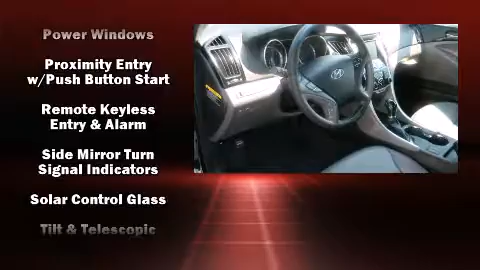 Power Windows
Proximity Entry
w/Push Button Start
Remote Keyless
Entry & Alarm
Side Mirror Turn
Signal Indicators
Solar Control Glass
Tilt & Telescopic